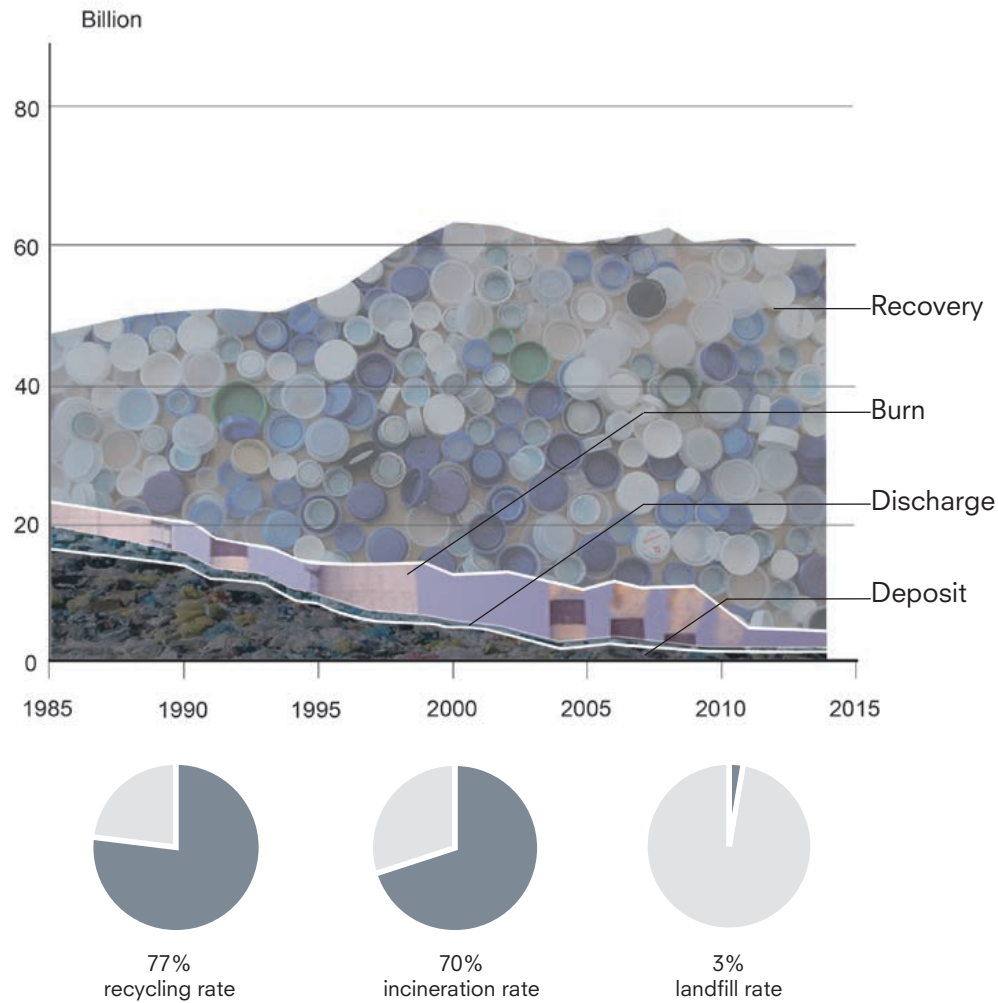 Billion
80
60
Recovery
40
Burn
Discharge
20
Deposit
0
1985 1990 1995 2000 2005 2010 2015
77% 70% 3%
recycling rate incineration rate landfill rate